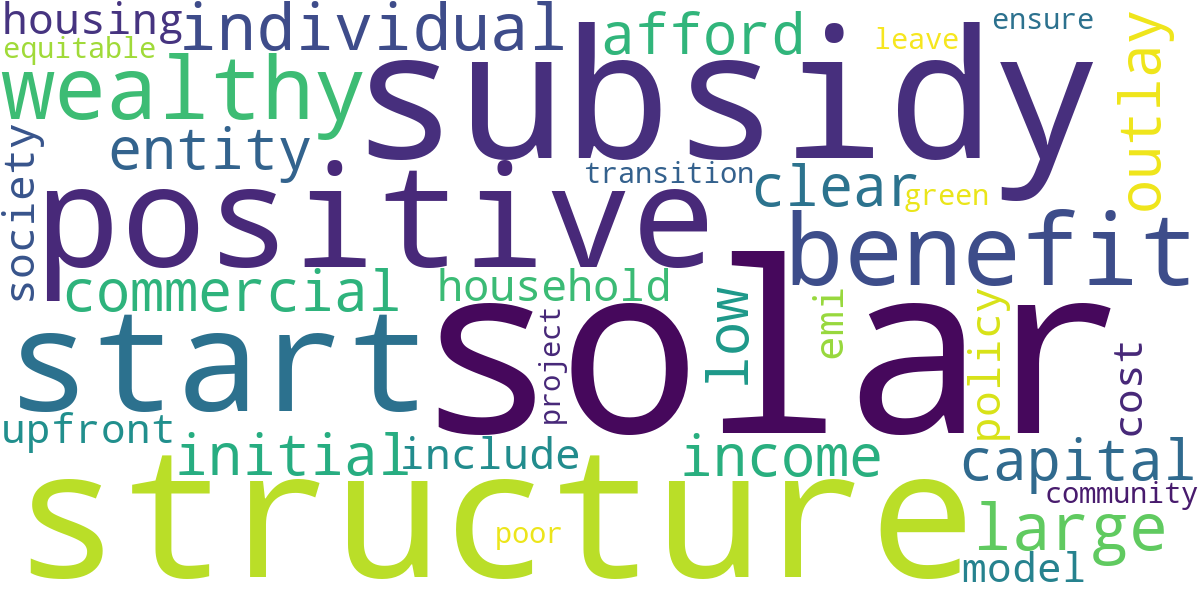 housing
individual
afford
ensure
equitable
leave
wealthy
subsidy
outlay
entity
society
transition
clear
green
positive
benefit
commercial
household
low
emi
policy
project
cost
start
solar
upfront
initial
include
income
capital
community
structure
poor
large
model